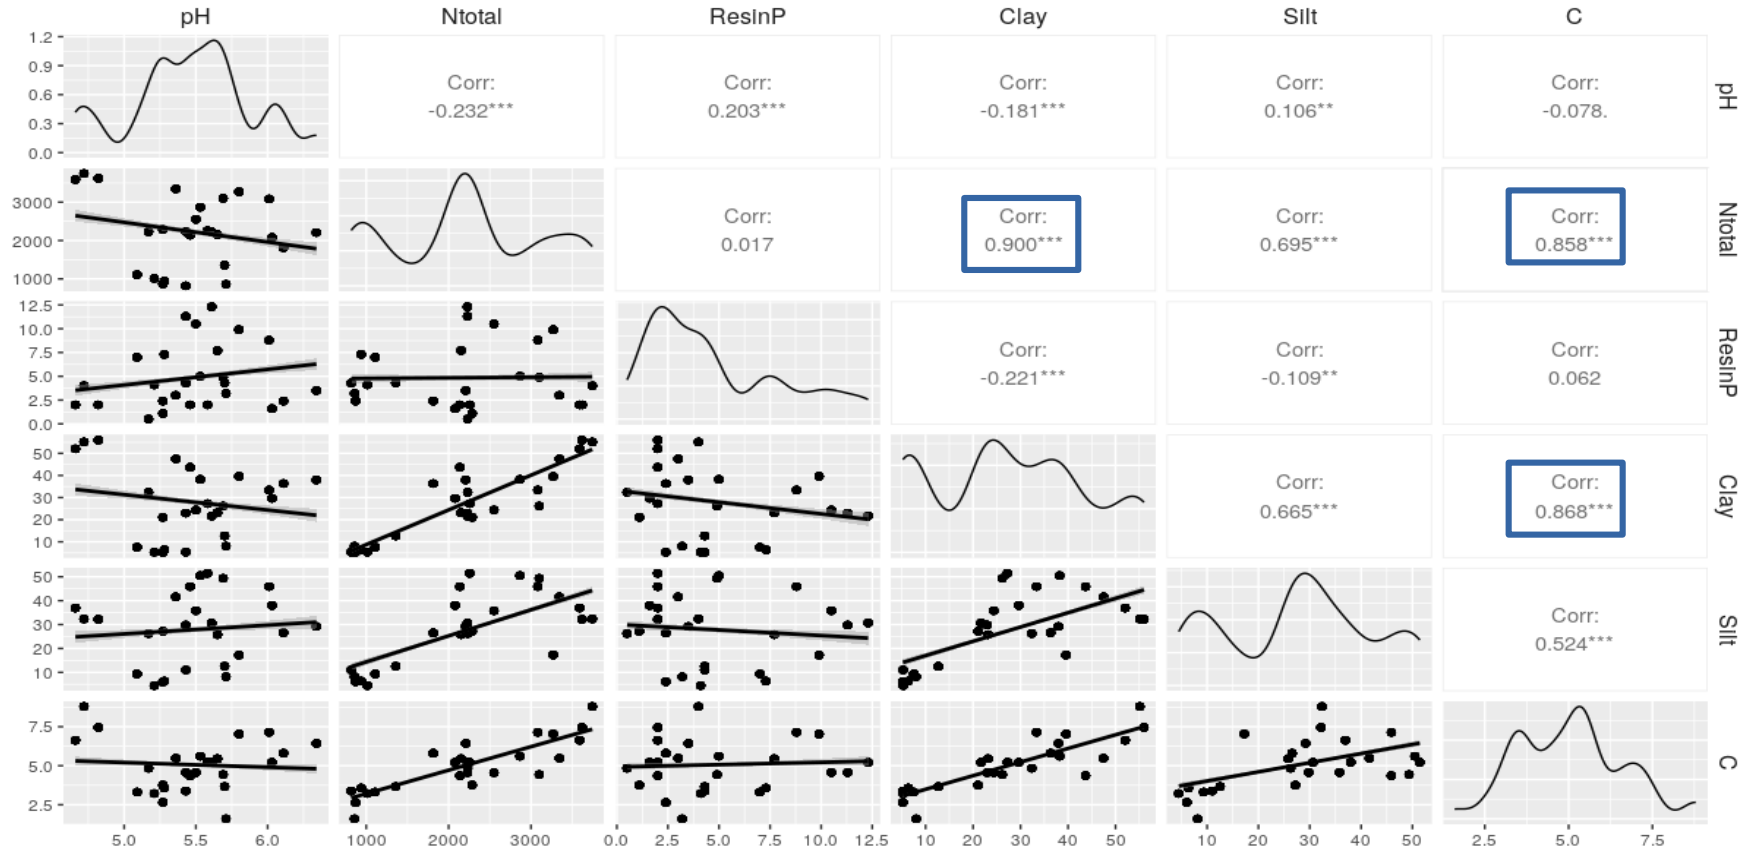 pH Ntotal ResinP Clay Silt C
1.2
0.9
0.6
0.3
0.0
Corr:
-0.232***
Corr:
0.203***
Corr:
-0.181***
Corr:
0.106**
Corr:
-0.078.
pH
3000
2000
1000
Corr:
0.017
Corr:
0.900***
Corr:
0.695***
Corr:
0.858***
Ntotal
12.5
10.0
7.5
5.0
2.5
0.0
Corr:
-0.221***
Corr:
-0.109**
Corr:
0.062
ResinP
50
40
30
20
10
Corr:
0.665***
Corr:
0.868***
Clay
50
40
30
20
10
Corr:
0.524***
Silt
7.5
5.0
2.5
C
5.0 5.5 6.0 1000 2000 3000 0.0 2.5 5.0 7.5 10.0 12.5 10 20 30 40 50 10 20 30 40 50 2.5 5.0 7.5